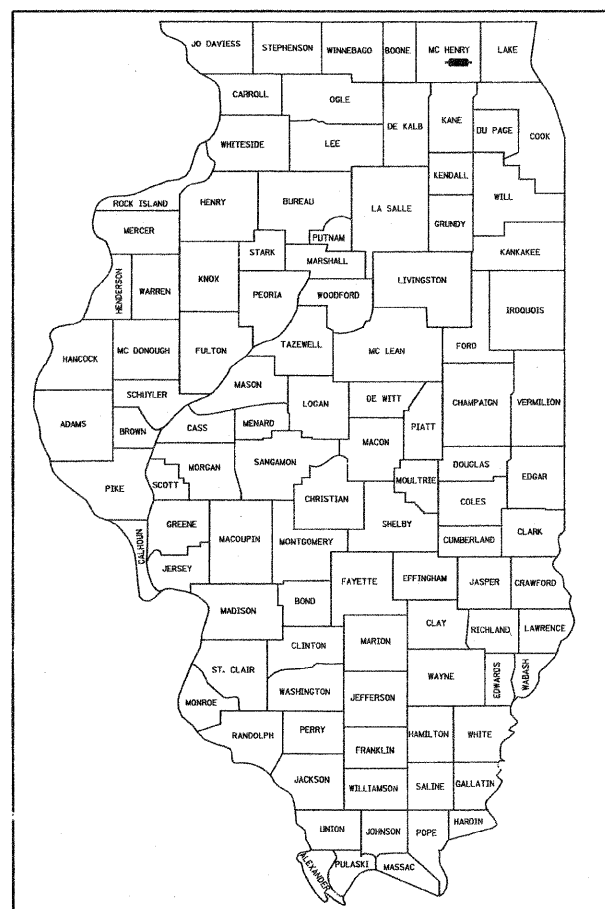 JO DAVIESS
STEPHENSON
WINNEBAGO
BOONE
MC HENRY
LAKE
CARROLL
OGLE
DE KALB
KANE
DU PAGE
COOK
WHITESIDE
LEE
KENDALL
WILL
ROCK ISLAND
HENRY
BUREAU
LA SALLE
GRUNDY
MERCER
PUTNAM
KANKAKEE
STARK
MARSHALL
HENDERSON
WARREN
KNOX
PEORIA
WOODFORD
LIVINGSTON
IROQUOIS
HANCOCK
MC DONOUGH
FULTON
TAZEWELL
MC LEAN
FORD
SCHUYLER
MASON
LOGAN
DE WITT
CHAMPAIGN
VERMILION
ADAMS
BROWN
CASS
MENARD
MACON
PIATT
PIKE
SCOTT
MORGAN
SANGAMON
CHRISTIAN
MOULTRIE
DOUGLAS
EDGAR
COLES
CALHOUN
GREENE
MACOUPIN
MONTGOMERY
SHELBY
CUMBERLAND
CLARK
JERSEY
FAYETTE
EFFINGHAM
JASPER
CRAWFORD
MADISON
BOND
CLAY
RICHLAND
LAWRENCE
CLINTON
MARION
ST. CLAIR
WAYNE
EDWARDS
WABASH
MONROE
WASHINGTON
JEFFERSON
RANDOLPH
PERRY
HAMILTON
WHITE
FRANKLIN
JACKSON
WILLIAMSON
SALINE
GALLATIN
UNION
JOHNSON
POPE
HARDIN
ALEXANDER
PULASKI
MASSAC